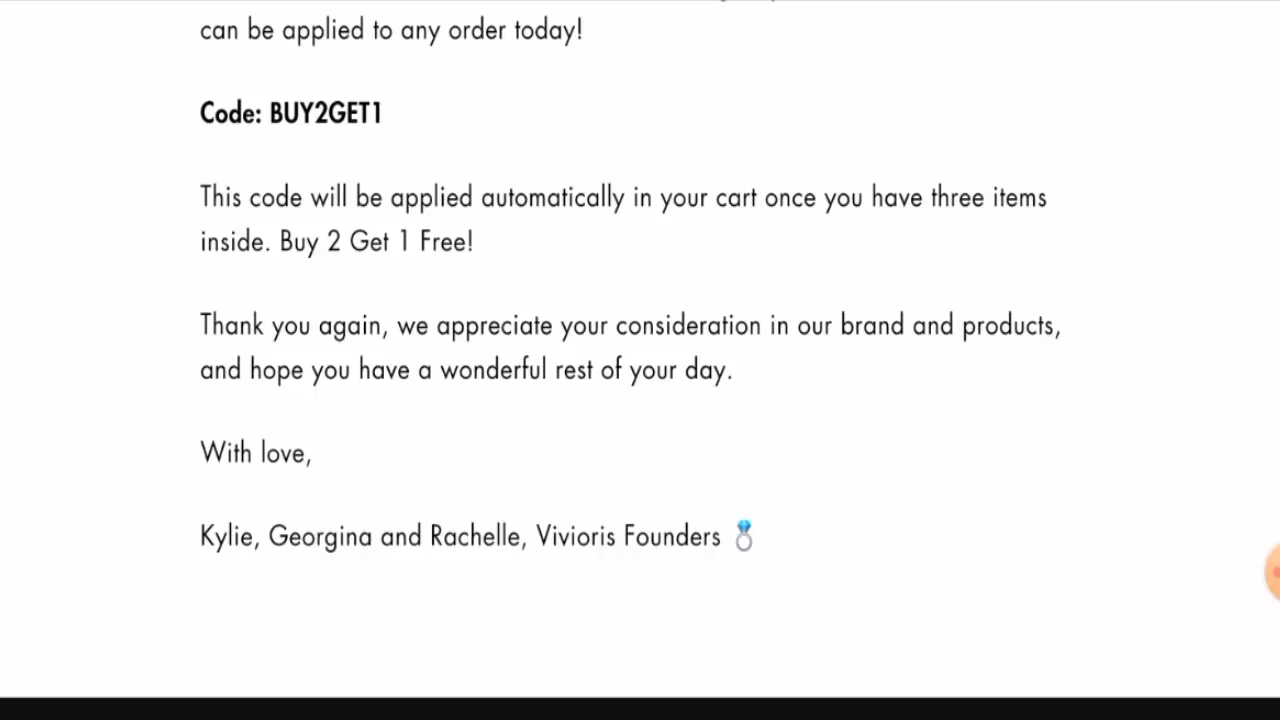 can be applied to any order today!
Code: BUY2GET1
This code will be applied automatically in your cart once you have three items
inside. Buy 2 Get 1 Free!
Thank you again, we appreciate your consideration in our brand and products,
and hope you have a wonderful rest of your day.
With love,
Kylie, Georgina and Rachelle, Vivioris Founders 💍